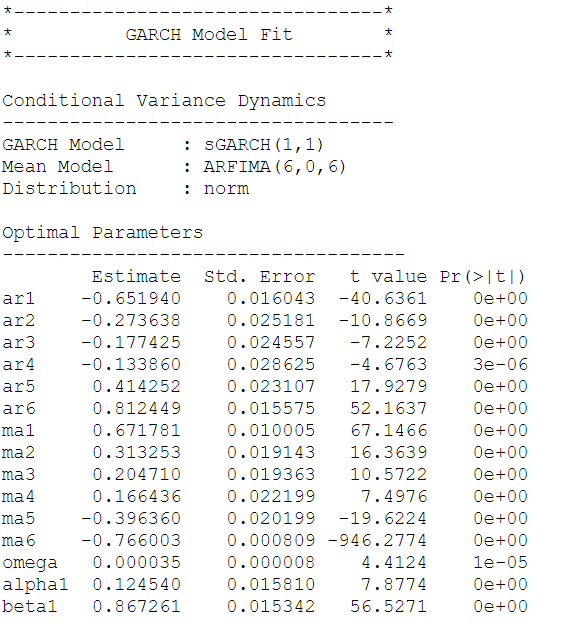 *---------------------------------*
*          GARCH Model Fit        *
*---------------------------------*

Conditional Variance Dynamics
-----------------------------------
GARCH Model     : sGARCH(1,1)
Mean Model      : ARFIMA(6,0,6)
Distribution    : norm

Optimal Parameters
------------------------------------
        Estimate  Std. Error   t value Pr(>|t|)
ar1    -0.651940    0.016043  -40.6361    0e+00
ar2    -0.273638    0.025181  -10.8669    0e+00
ar3    -0.177425    0.024557   -7.2252    0e+00
ar4    -0.133860    0.028625   -4.6763    3e-06
ar5     0.414252    0.023107   17.9279    0e+00
ar6     0.812449    0.015575   52.1637    0e+00
ma1     0.671781    0.010005   67.1466    0e+00
ma2     0.313253    0.019143   16.3639    0e+00
ma3     0.204710    0.019363   10.5722    0e+00
ma4     0.166436    0.022199    7.4976    0e+00
ma5    -0.396360    0.020199  -19.6224    0e+00
ma6    -0.766003    0.000809 -946.2774    0e+00
omega   0.000035    0.000008    4.4124    1e-05
alpha1  0.124540    0.015810    7.8774    0e+00
beta1   0.867261    0.015342   56.5271    0e+00